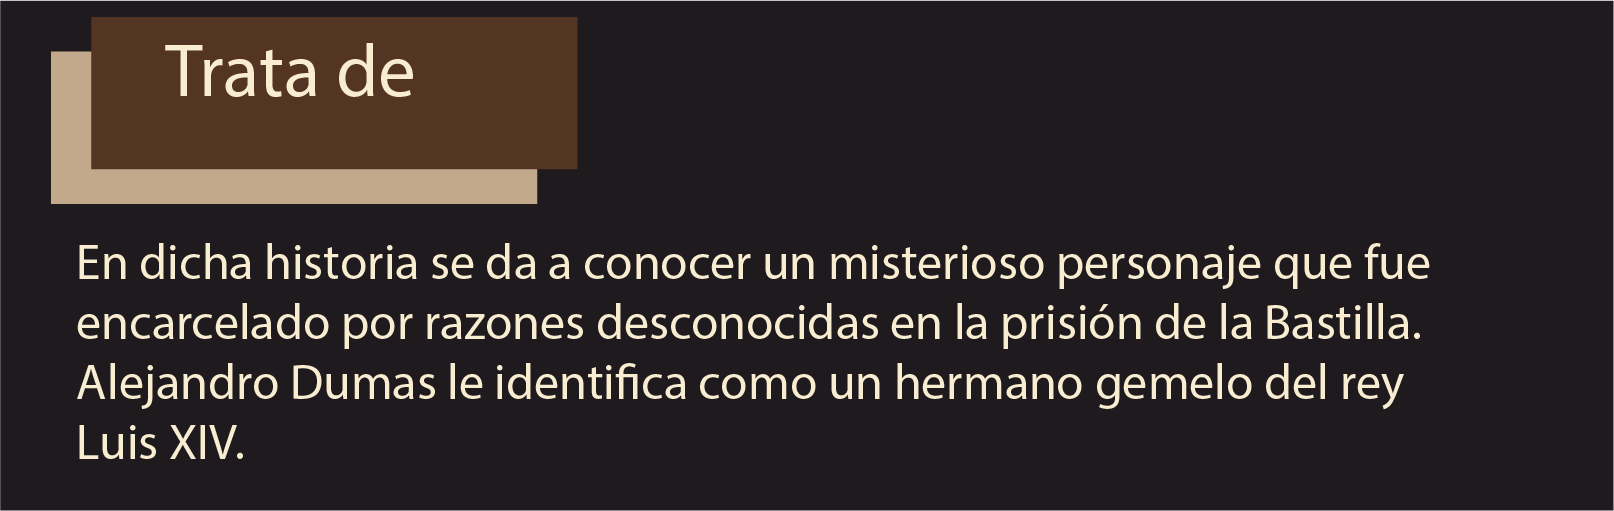 Trata de
En dicha historia se da a conocer un misterioso personaje que fue
encarcelado por razones desconocidas en la prisión de la Bastilla.
Alejandro Dumas le identifica como un hermano gemelo del rey
Luis XIV.